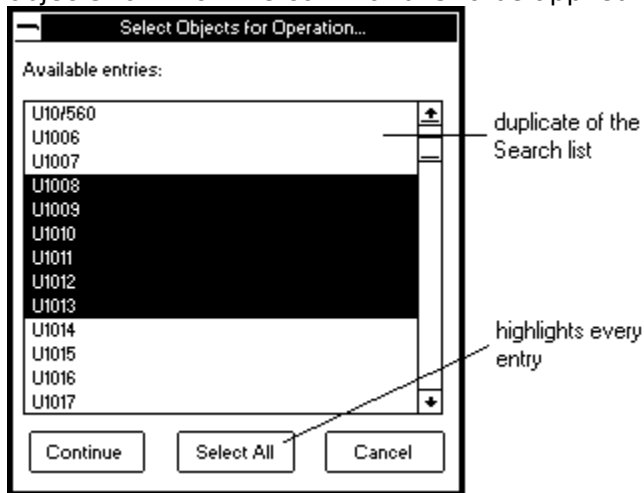 Select Objects for Operation...
Available entries:
U10/560
U1006
U1007
duplicate of the
Search list
U1008
U1009
U1010
U1011
U1012
U1013
U1014
U1015
U1016
U1017
highlights every
entry
Continue
Select All
Cancel